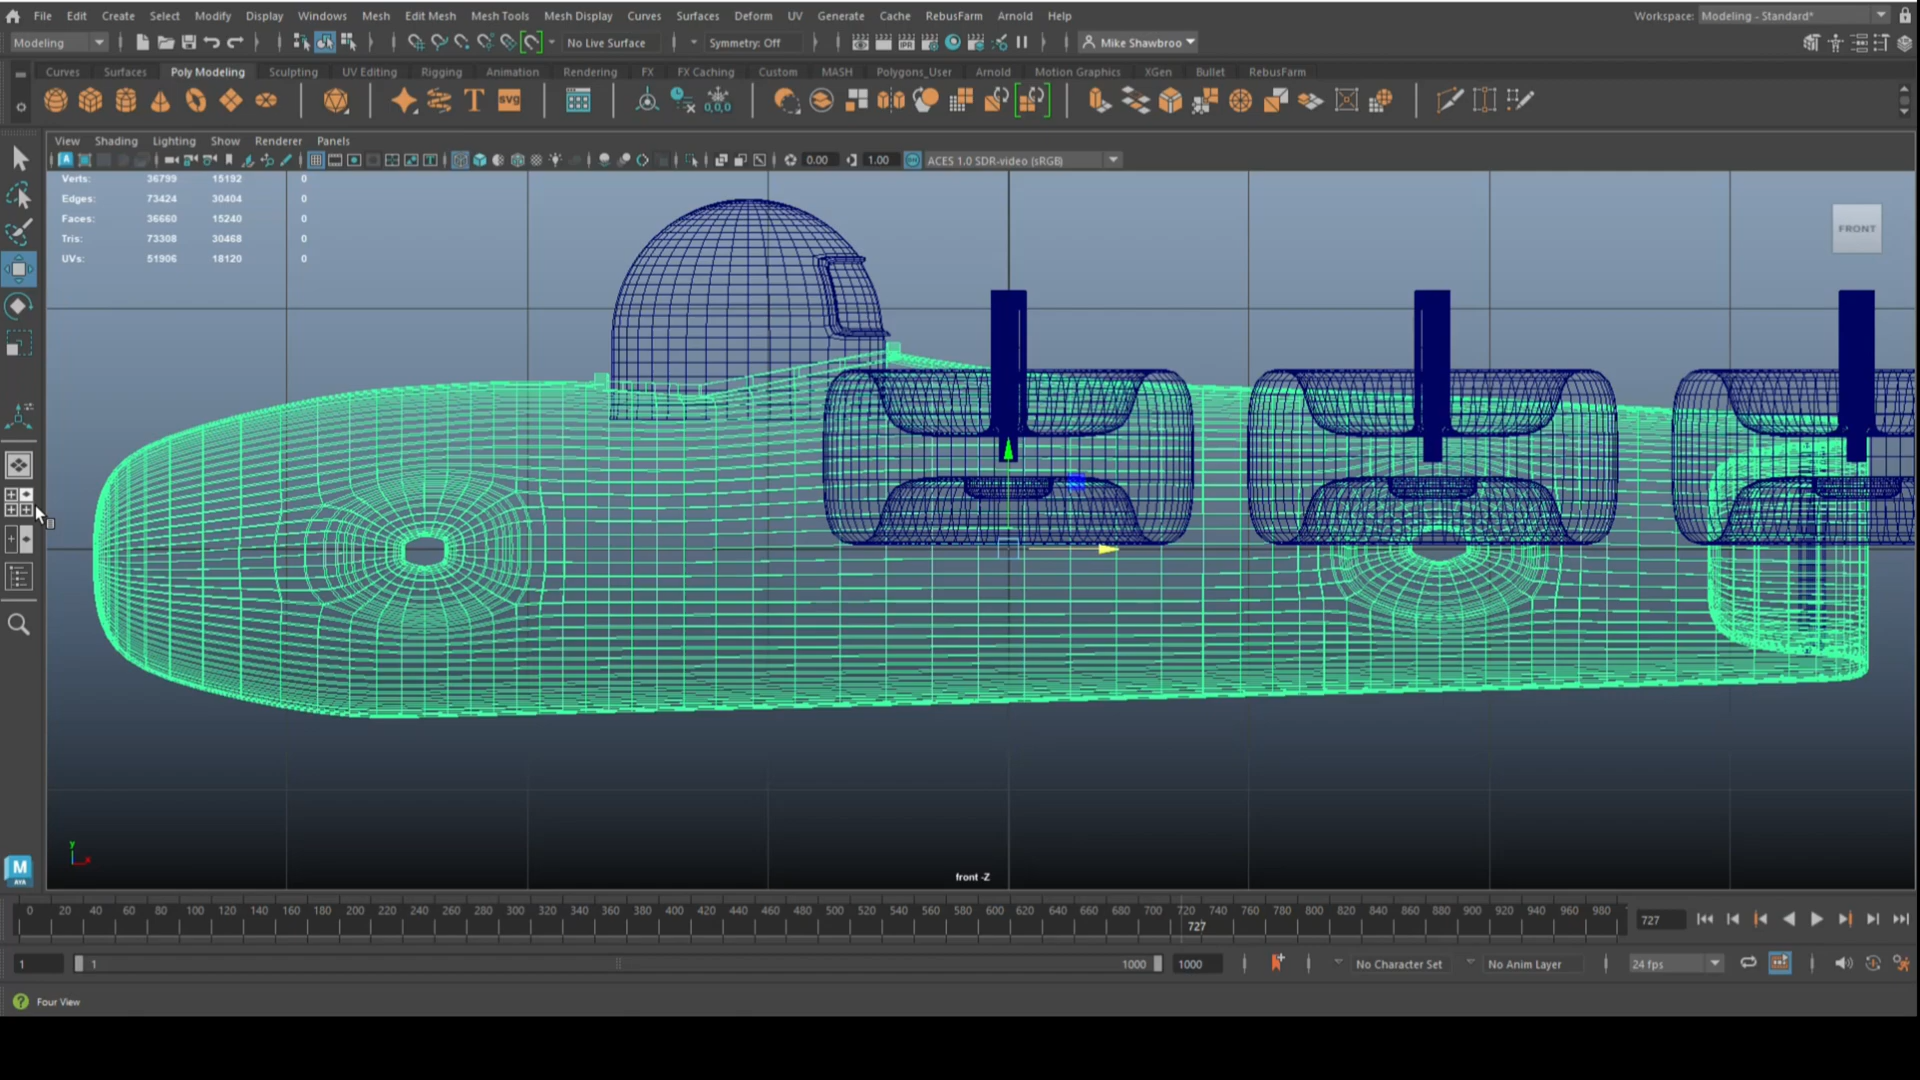 File Edit Create Select Modify Display Windows Mesh Edit Mesh Mesh Tools Mesh Display Curves Surfaces Deform UV Generate Cache Arnold RebusFarm Help Workspace: Modeling - Standard*
Modeling No Live Surface Symmetry: Off Mike Shawbroo
Curves Surfaces Poly Modeling Sculpting UV Editing Rigging Animation Rendering FX FX Caching Custom MASH Polygons_User Arnold Motion Graphics XGen Bullet RebusFarm
T SVG 0,0,0
View Shading Lighting Show Renderer Panels
0.00 1.00 ACES 1.0 SDR-video (sRGB)
Verts: 36799 15192 0
Edges: 73424 30404 0
Faces: 36660 15240 0
Tris: 73308 30468 0
UVs: 51906 18120 0
FRONT
y
x
front -Z
M
AYA
0 20 40 60 80 100 120 140 160 180 200 220 240 260 280 300 320 340 360 380 400 420 440 460 480 500 520 540 560 580 600 620 640 660 680 700 720 740 760 780 800 820 840 860 880 900 920 940 960 980
727
727
1 1 1000 1000 No Character Set No Anim Layer 24 fps
Four View